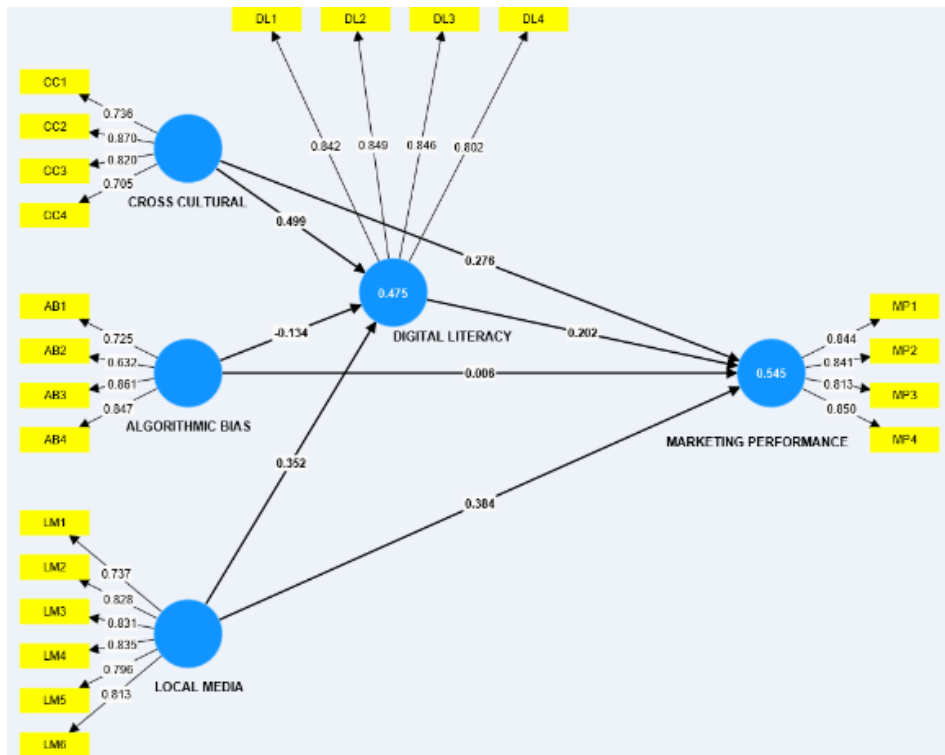 DL1 DL2 DL3 DL4
CC1
0.736
CC2
0.870
CC3
0.820
0.705
CC4
CROSS CULTURAL
0.842
0.849
0.846
0.802
0.499
0.276
0.475
DIGITAL LITERACY
AB1
0.725
AB2
0.632
AB3
0.861
0.847
AB4
ALGORITHMIC BIAS
-0.134
0.202
0.006
MP1
0.844
MP2
0.841
0.545
0.813
MP3
0.850
MP4
MARKETING PERFORMANCE
0.352
0.384
LM1
0.737
LM2
0.828
LM3
0.831
LM4
0.835
0.796
LM5
0.813
LM6
LOCAL MEDIA